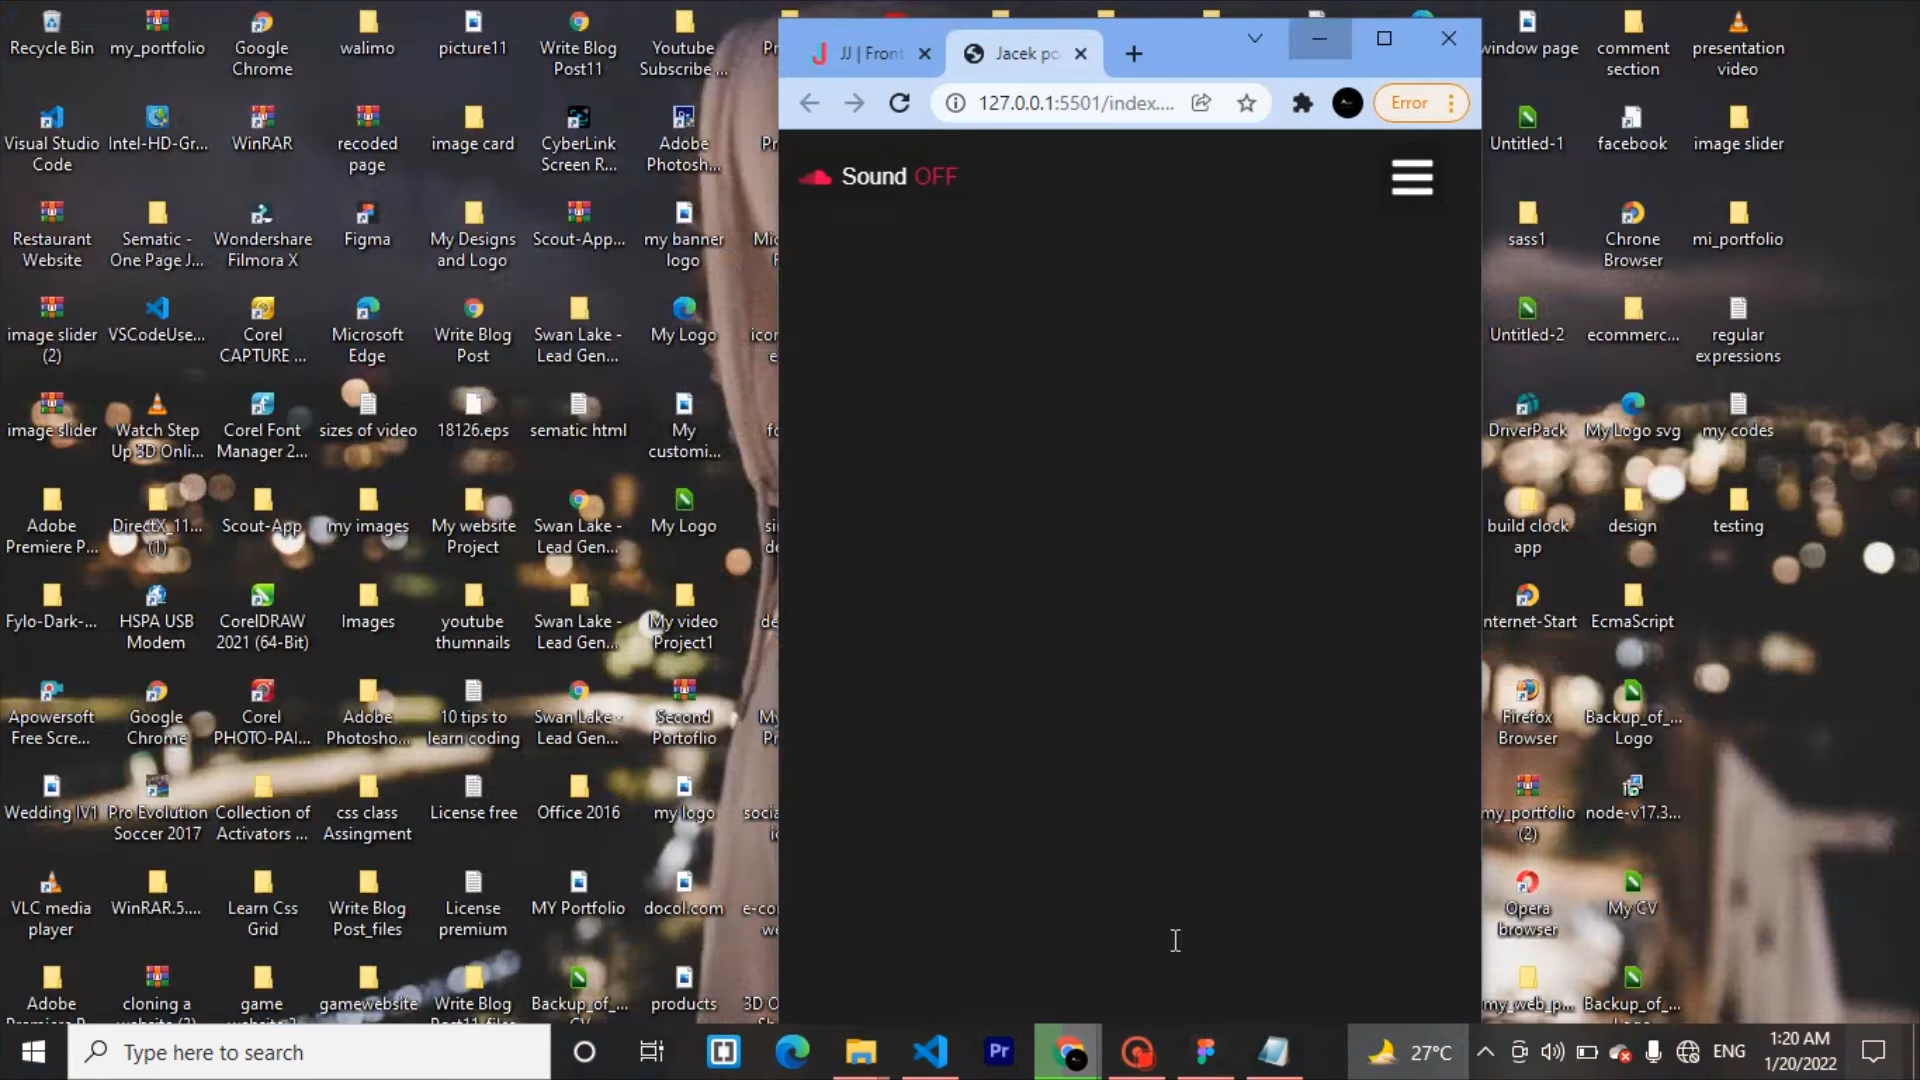 Recycle Bin
my_portfolio
Google
Chrome
walimo
picture11
Write Blog
Post11
Youtube
Subscribe ...
JJ | Front
Jacek po
127.0.0.1:5501/index....
Error
Sound OFF
window page
comment
section
presentation
video
Visual Studio
Code
Intel-HD-Gr...
WinRAR
recoded
page
image card
CyberLink
Screen R...
Adobe
Photosh...
Untitled-1
facebook
image slider
Restaurant
Website
Sematic -
One Page J...
Wondershare
Filmora X
Figma
My Designs
and Logo
Scout-App...
my banner
logo
sass1
Chrome
Browser
mi_portfolio
image slider
(2)
VSCodeUse...
Corel
CAPTURE ...
Microsoft
Edge
Write Blog
Post
Swan Lake -
Lead Gen...
My Logo
Untitled-2
ecommerc...
regular
expressions
image slider
Watch Step
Up 3D Onli...
Corel Font
Manager 2...
sizes of video
18126.eps
sematic html
My
customi...
DriverPack
My Logo svg
my codes
Adobe
Premiere P...
DirectX_11...
(1)
Scout-App
my images
My website
Project
Swan Lake -
Lead Gen...
My Logo
build clock
app
design
testing
Fylo-Dark-...
HSPA USB
Modem
CorelDRAW
2021 (64-Bit)
Images
youtube
thumnails
Swan Lake -
Lead Gen...
My video
Project1
nternet-Start
EcmaScript
Apowersoft
Free Scre...
Google
Chrome
Corel
PHOTO-PAI...
Adobe
Photosho...
10 tips to
learn coding
Swan Lake -
Lead Gen...
Second
Portoflio
Firefox
Browser
Backup_of_...
Logo
Wedding IV1
Pro Evolution
Soccer 2017
Collection of
Activators ...
css class
Assingment
License free
Office 2016
my logo
my_portfolio
(2)
node-v17.3...
VLC media
player
WinRAR.5....
Learn Css
Grid
Write Blog
Post_files
License
premium
MY Portfolio
docol.com
Opera
browser
My CV
Adobe
cloning a
game
gamewebsite
Write Blog
Backup_of_...
products
my_web_p...
Backup_of_...
Type here to search
Pr
27°C
ENG
1:20 AM
1/20/2022